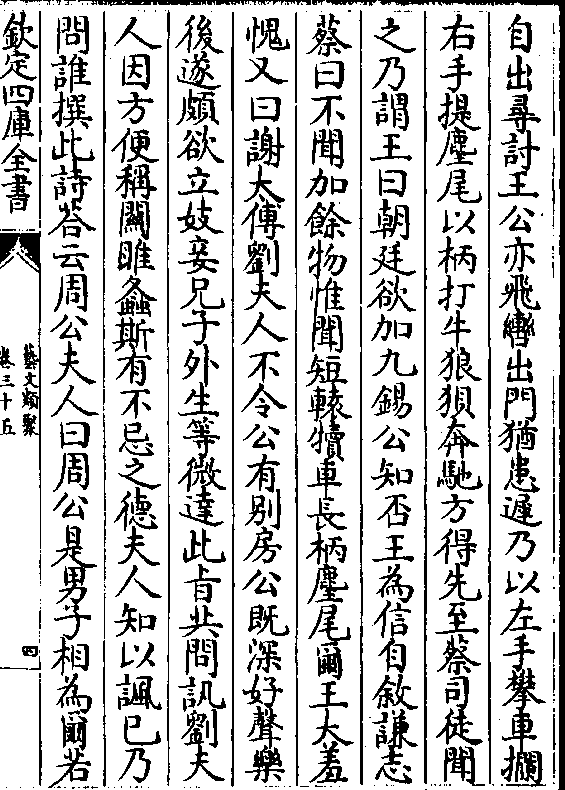 自出尋討王公亦飛轡出門猶患遲乃以左手攀車攔
右手提麈尾以柄打牛狼狽奔馳方得先至蔡司徒聞
之乃謂王曰朝廷欲加九錫公知否王為信自敘謙志
蔡曰不聞加餘物惟聞短轅犢車長柄麈尾爾王大羞
愧又曰謝太傅劉夫人不令公有别房公既深好聲樂
後遂頗欲立妓妾兄子外生等微達此旨共問訊劉夫
人因方便稱關雎螽斯有不忌之德夫人知以諷已乃
問誰撰此詩荅云周公夫人曰周公是男子相為爾若
欽定四庫全書
藝文類聚
卷三十五
四